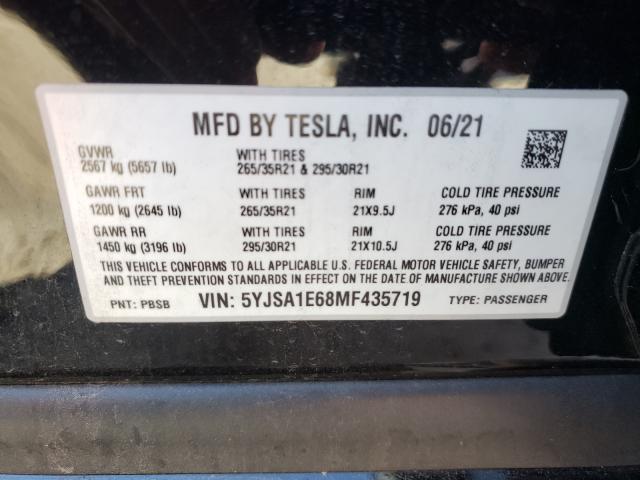 MFD BY TESLA, INC. 06/21
GVWR WITH TIRES
2567 kg (5657 lb) 265/35R21 & 295/30R21
GAWR FRT WITH TIRES RIM COLD TIRE PRESSURE
1200 kg (2645 lb) 265/35R21 21X9.5J 276 kPa, 40 psi
GAWR RR WITH TIRES RIM COLD TIRE PRESSURE
1450 kg (3196 lb) 295/30R21 21X10.5J 276 kPa, 40 psi
THIS VEHICLE CONFORMS TO ALL APPLICABLE U.S. FEDERAL MOTOR VEHICLE SAFETY, BUMPER
AND THEFT PREVENTION STANDARDS IN EFFECT ON THE DATE OF MANUFACTURE SHOWN ABOVE.
PNT: PBSB VIN: 5YJSA1E68MF435719 TYPE: PASSENGER